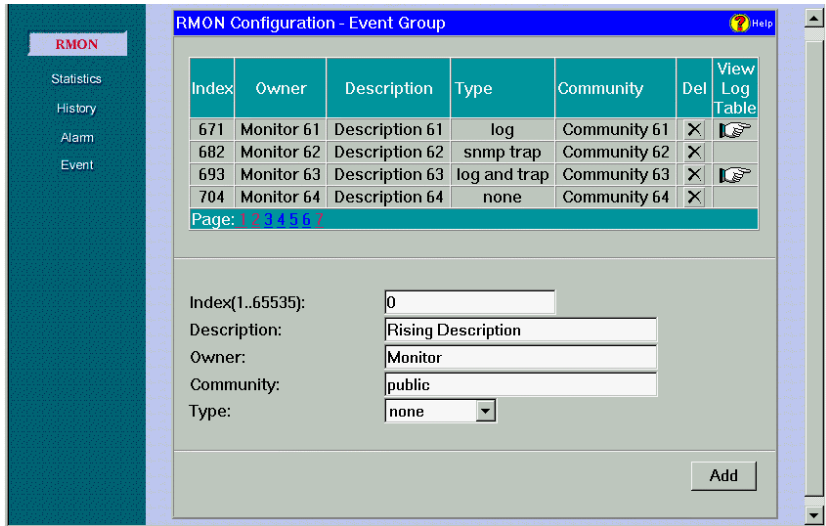 RMON
Statistics
History
Alarm
Event
RMON Configuration - Event Group
? Help
Index Owner Description Type Community Del View Log Table
671 Monitor 61 Description 61 log Community 61 X
682 Monitor 62 Description 62 snmp trap Community 62 X
693 Monitor 63 Description 63 log and trap Community 63 X
704 Monitor 64 Description 64 none Community 64 X
Page: 1 2 3 4 5 6 7
Index(1..65535): 0
Description: Rising Description
Owner: Monitor
Community: public
Type: none
Add